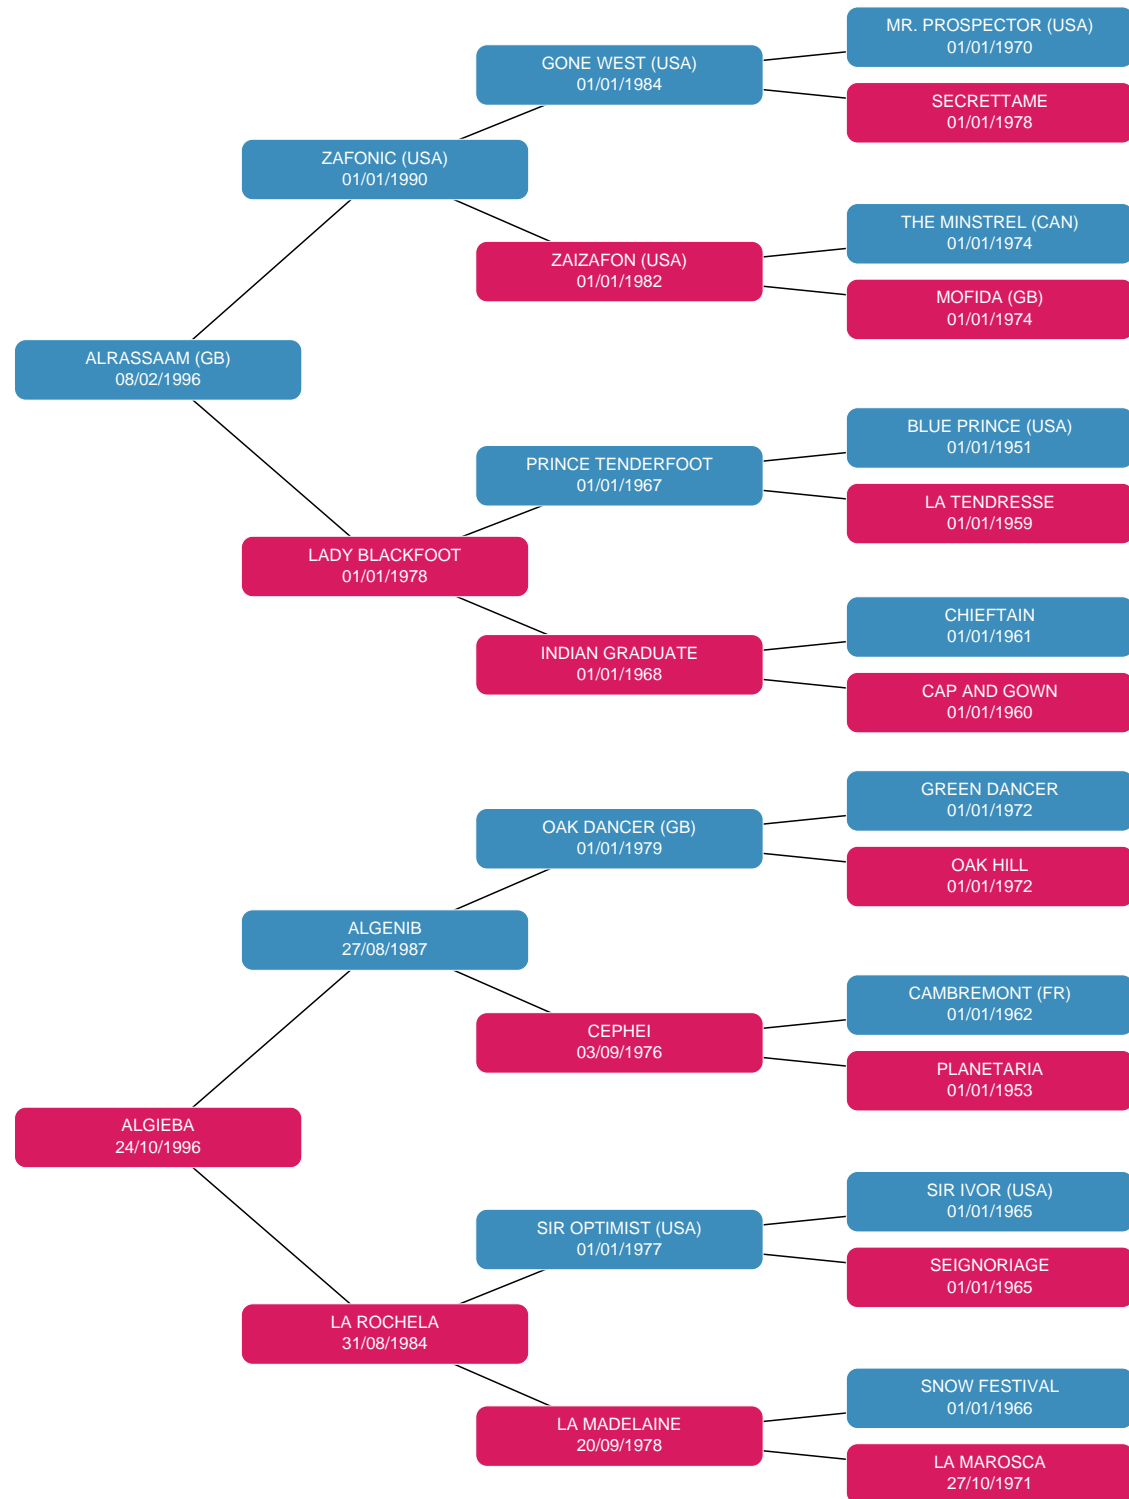 MR. PROSPECTOR (USA)
01/01/1970
GONE WEST (USA)
01/01/1984
SECRETTAME
01/01/1978
ZAFONIC (USA)
01/01/1990
THE MINSTREL (CAN)
01/01/1974
ZAIZAFON (USA)
01/01/1982
MOFIDA (GB)
01/01/1974
ALRASSAAM (GB)
08/02/1996
BLUE PRINCE (USA)
01/01/1951
PRINCE TENDERFOOT
01/01/1967
LA TENDRESSE
01/01/1959
LADY BLACKFOOT
01/01/1978
CHIEFTAIN
01/01/1961
INDIAN GRADUATE
01/01/1968
CAP AND GOWN
01/01/1960
GREEN DANCER
01/01/1972
OAK DANCER (GB)
01/01/1979
OAK HILL
01/01/1972
ALGENIB
27/08/1987
CAMBREMONT (FR)
01/01/1962
CEPHEI
03/09/1976
PLANETARIA
01/01/1953
ALGIEBA
24/10/1996
SIR IVOR (USA)
01/01/1965
SIR OPTIMIST (USA)
01/01/1977
SEIGNORIAGE
01/01/1965
LA ROCHELA
31/08/1984
SNOW FESTIVAL
01/01/1966
LA MADELAINE
20/09/1978
LA MAROSCA
27/10/1971